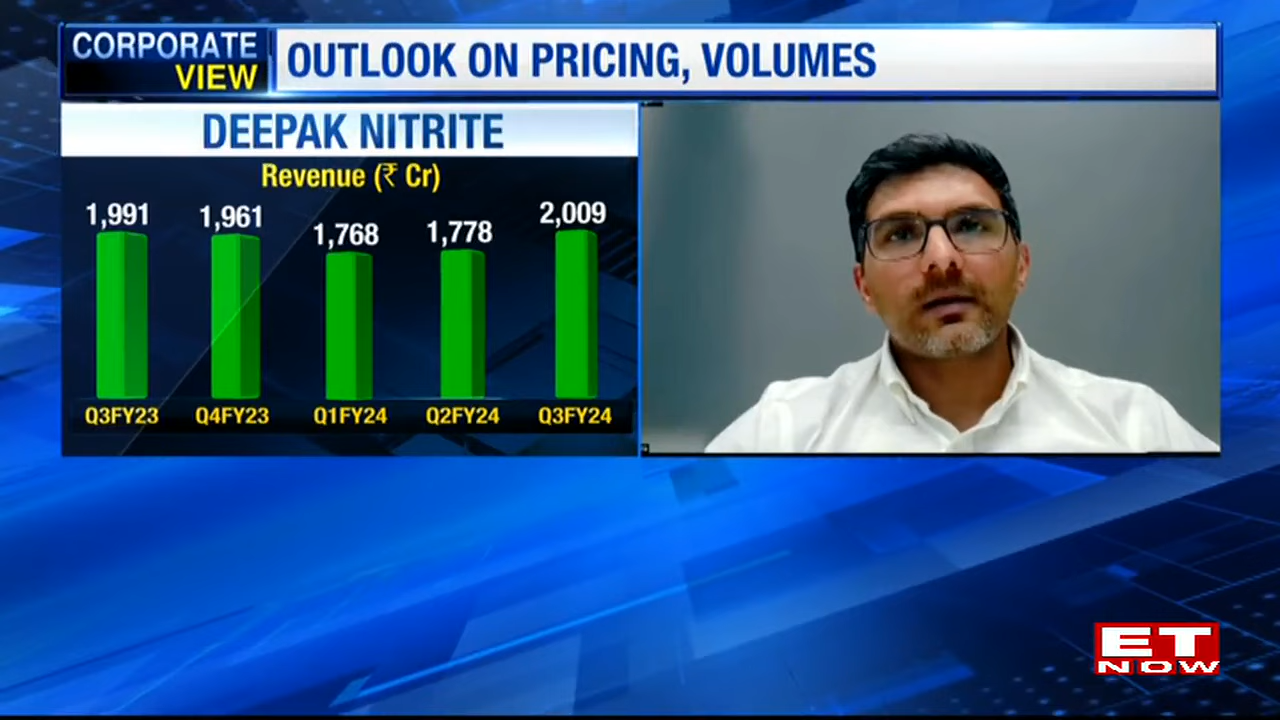 CORPORATE
VIEW
OUTLOOK ON PRICING, VOLUMES
DEEPAK NITRITE
Revenue (₹ Cr)
1,991 1,961 1,768 1,778 2,009
Q3FY23 Q4FY23 Q1FY24 Q2FY24 Q3FY24
ET
NOW